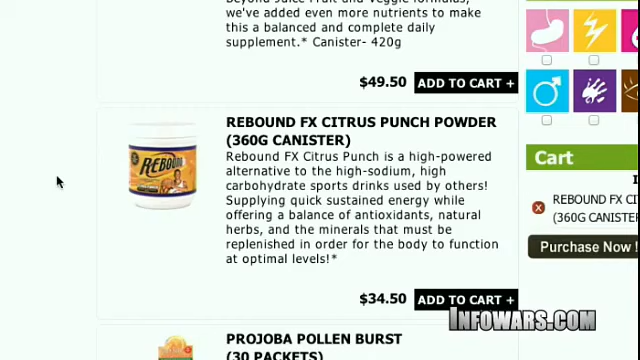 Beyond Juice Fruit and Veggie formulas,
we've added even more nutrients to make
this a balanced and complete daily
supplement.* Canister- 420g
$49.50 ADD TO CART +
REBOUND FX CITRUS PUNCH POWDER
(360G CANISTER)
Rebound FX Citrus Punch is a high-powered
alternative to the high-sodium, high
carbohydrate sports drinks used by others!
Supplying quick sustained energy while
offering a balance of antioxidants, natural
herbs, and the minerals that must be
replenished in order for the body to function
at optimal levels!*
REBOUND
$34.50 ADD TO CART +
PROJOBA POLLEN BURST
(30 PACKETS)
Cart
REBOUND FX CI
(360G CANISTER
Purchase Now !
INFOWARS.COM